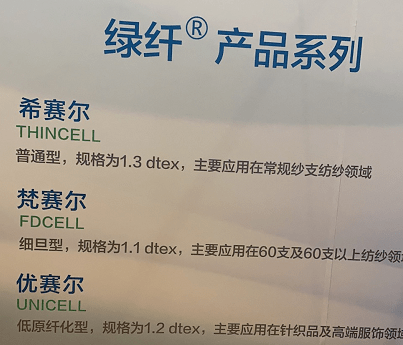 绿纤® 产品系列
希赛尔
THINCELL
普通型，规格为1.3 dtex，主要应用在常规纱支纺纱领域
梵赛尔
FDCELL
细旦型，规格为1.1 dtex，主要应用在60支及60支以上纺纱领
优赛尔
UNICELL
低原纤化型，规格为1.2 dtex，主要应用在针织品及高端服饰领